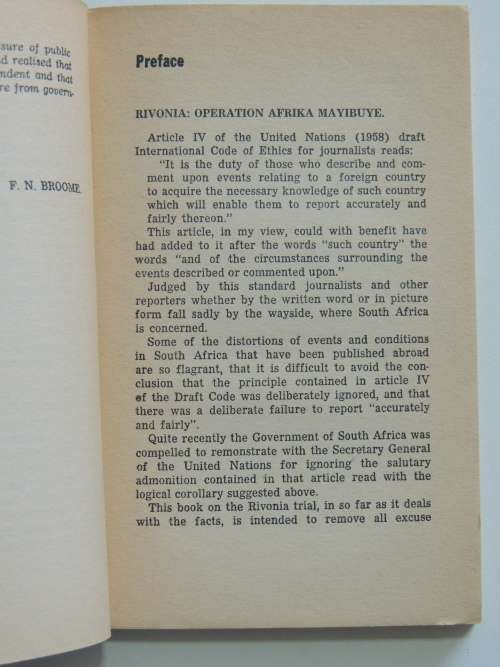 sure of public
d realised that
ndent and that
re from govern-
F. N. BROOME.
Preface
RIVONIA: OPERATION AFRIKA MAYIBUYE.
Article IV of the United Nations (1958) draft
International Code of Ethics for journalists reads:
"It is the duty of those who describe and com-
ment upon events relating to a foreign country
to acquire the necessary knowledge of such country
which will enable them to report accurately and
fairly thereon."
This article, in my view, could with benefit have
had added to it after the words "such country" the
words "and of the circumstances surrounding the
events described or commented upon."
Judged by this standard journalists and other
reporters whether by the written word or in picture
form fall sadly by the wayside, where South Africa
is concerned.
Some of the distortions of events and conditions
in South Africa that have been published abroad
are so flagrant, that it is difficult to avoid the con-
clusion that the principle contained in article IV
of the Draft Code was deliberately ignored, and that
there was a deliberate failure to report "accurately
and fairly".
Quite recently the Government of South Africa was
compelled to remonstrate with the Secretary General
of the United Nations for ignoring the salutary
admonition contained in that article read with the
logical corollary suggested above.
This book on the Rivonia trial, in so far as it deals
with the facts, is intended to remove all excuse